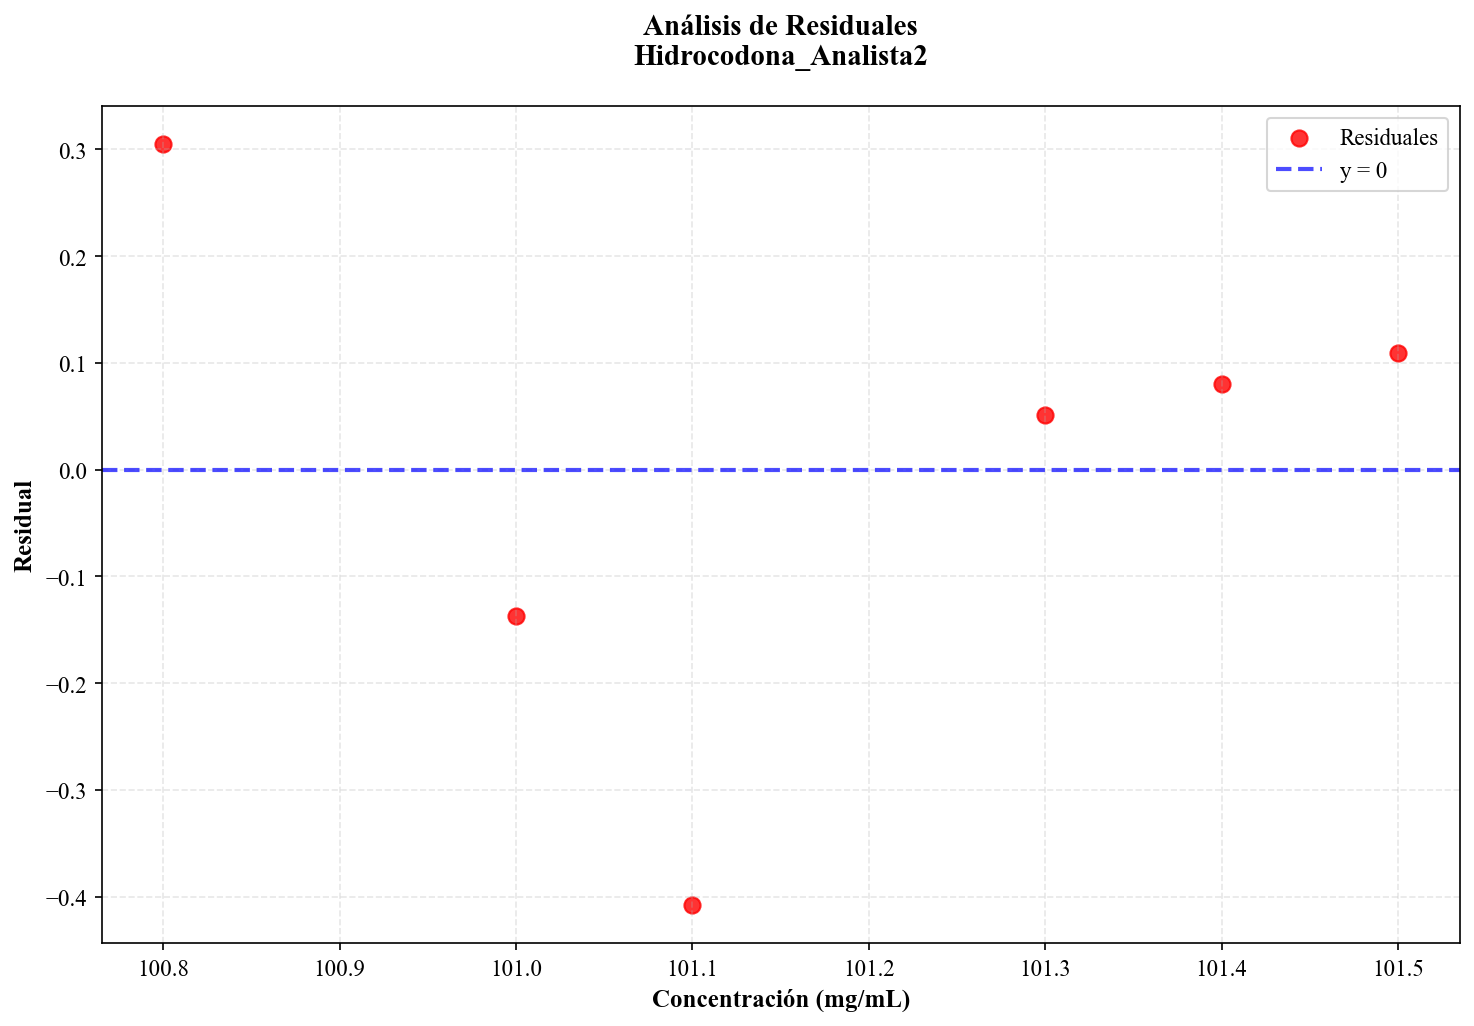 Análisis de Residuales
Hidrocodona_Analista2
Residuales
y = 0
0.3
0.2
0.1
0.0
−0.1
−0.2
−0.3
−0.4
Residual
100.8 100.9 101.0 101.1 101.2 101.3 101.4 101.5
Concentración (mg/mL)